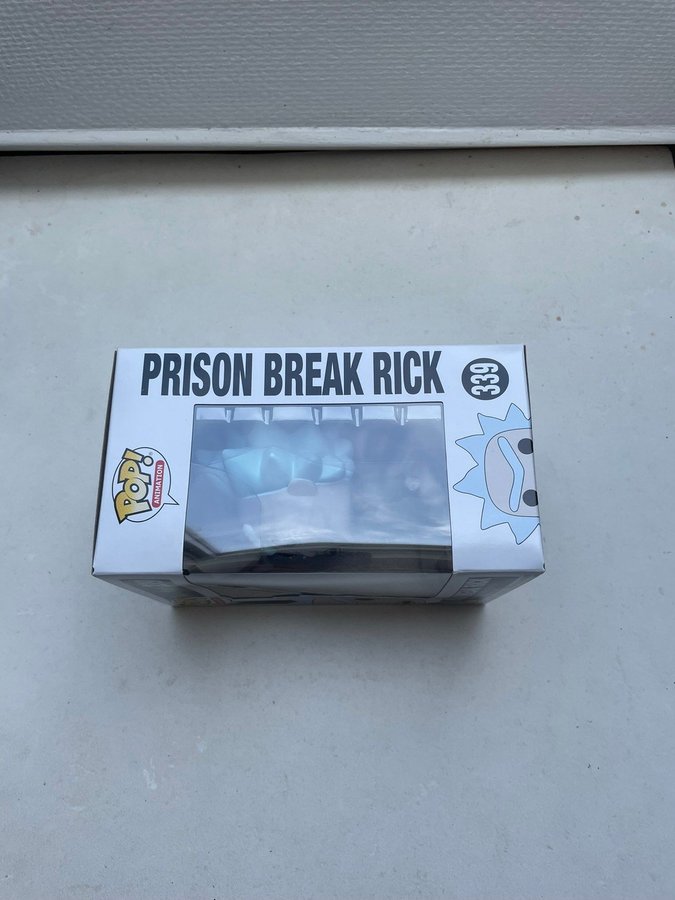 PRISON BREAK RICK
339
POP!
ANIMATION